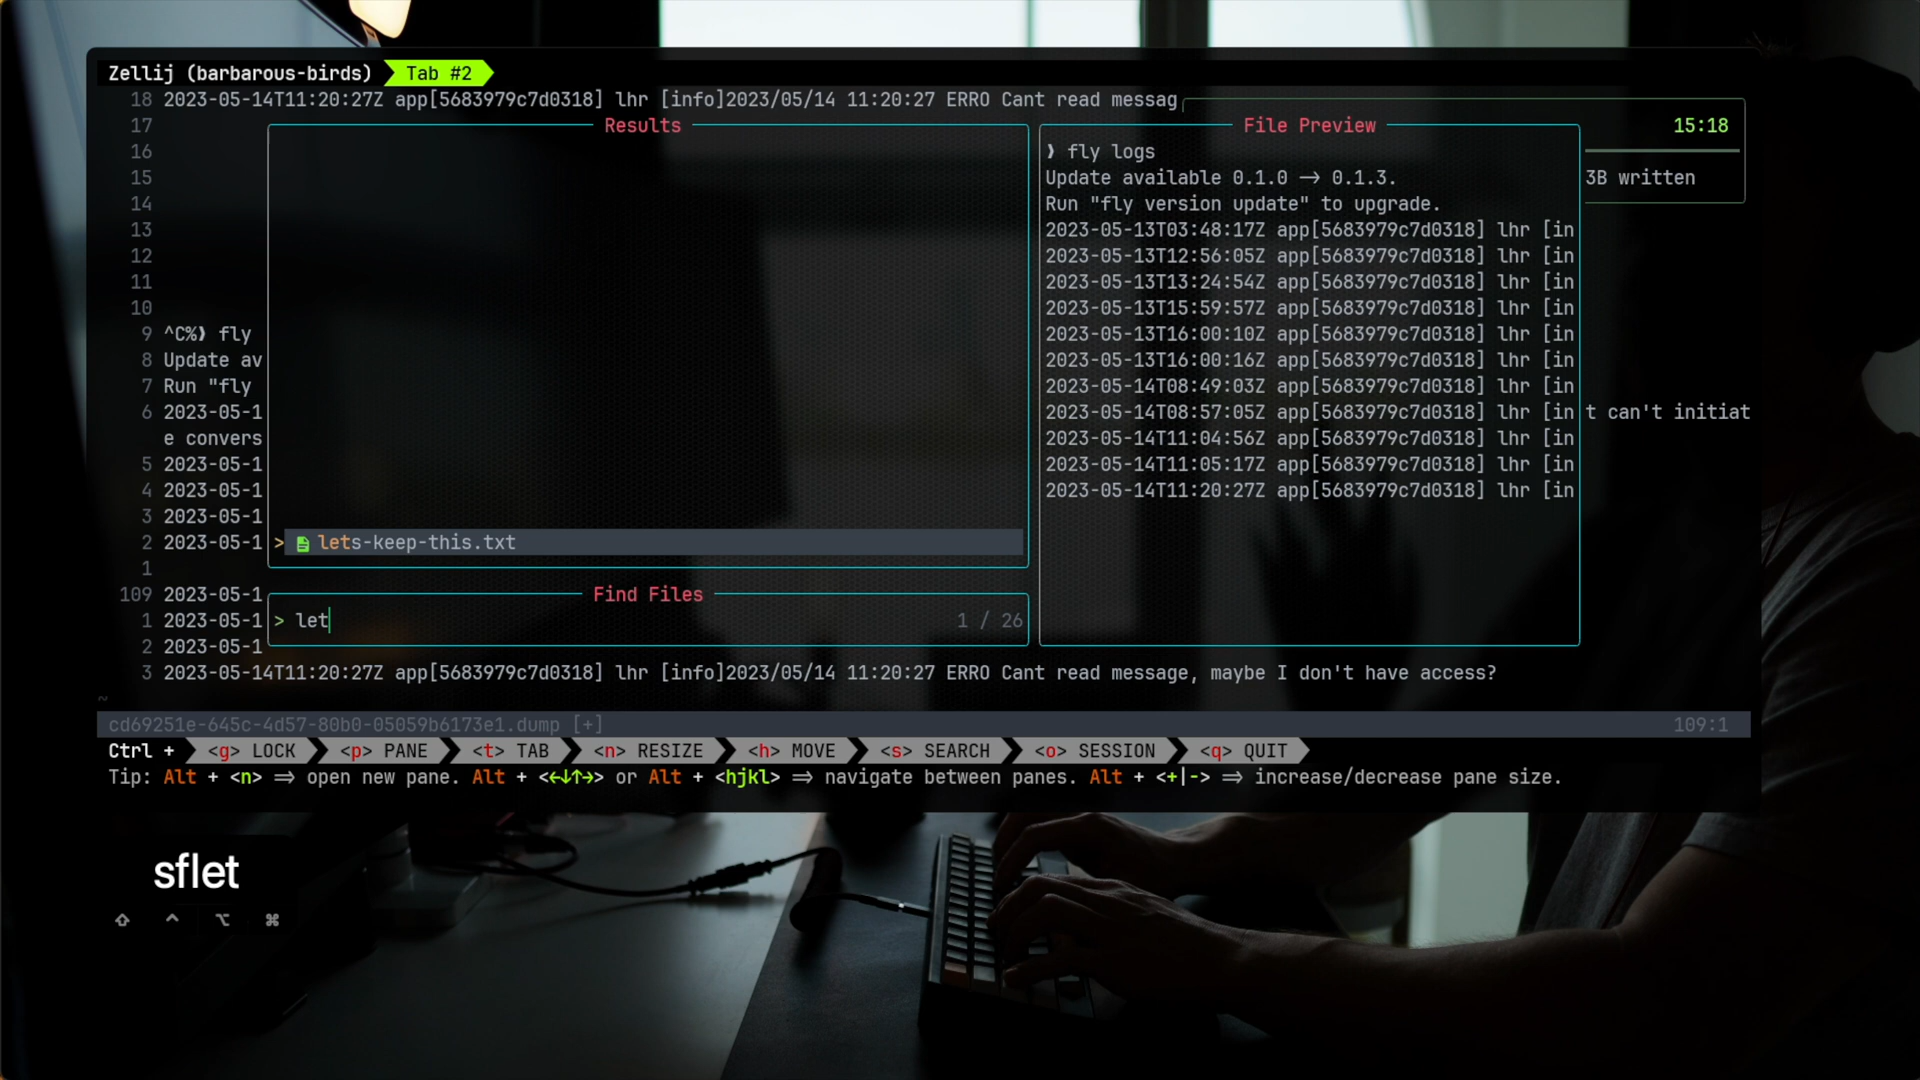 Zellij (barbarous-birds) Tab #2
18 2023-05-14T11:20:27Z app[5683979c7d0318] lhr [info]2023/05/14 11:20:27 ERRO Cant read messag
17
16
15
14
13
12
11
10
9 ^C%❯ fly
8 Update av
7 Run "fly
6 2023-05-1
e convers
5 2023-05-1
4 2023-05-1
3 2023-05-1
2 2023-05-1
1
109 2023-05-1
1 2023-05-1
2 2023-05-1
Results
> lets-keep-this.txt
Find Files
> let 1 / 26
File Preview
❯ fly logs
Update available 0.1.0 -> 0.1.3.
Run "fly version update" to upgrade.
2023-05-13T03:48:17Z app[5683979c7d0318] lhr [in
2023-05-13T12:56:05Z app[5683979c7d0318] lhr [in
2023-05-13T13:24:54Z app[5683979c7d0318] lhr [in
2023-05-13T15:59:57Z app[5683979c7d0318] lhr [in
2023-05-13T16:00:10Z app[5683979c7d0318] lhr [in
2023-05-13T16:00:16Z app[5683979c7d0318] lhr [in
2023-05-14T08:49:03Z app[5683979c7d0318] lhr [in
2023-05-14T08:57:05Z app[5683979c7d0318] lhr [in
2023-05-14T11:04:56Z app[5683979c7d0318] lhr [in
2023-05-14T11:05:17Z app[5683979c7d0318] lhr [in
2023-05-14T11:20:27Z app[5683979c7d0318] lhr [in
15:18
3B written
t can't initiat
3 2023-05-14T11:20:27Z app[5683979c7d0318] lhr [info]2023/05/14 11:20:27 ERRO Cant read message, maybe I don't have access?
~
cd69251e-645c-4d57-80b0-05059b6173e1.dump [+] 109:1
Ctrl + <g> LOCK <p> PANE <t> TAB <n> RESIZE <h> MOVE <s> SEARCH <o> SESSION <q> QUIT
Tip: Alt + <n> => open new pane. Alt + <←↓↑→> or Alt + <hjkl> => navigate between panes. Alt + <+|-> => increase/decrease pane size.
sflet
⇧ ^ ⌥ ⌘